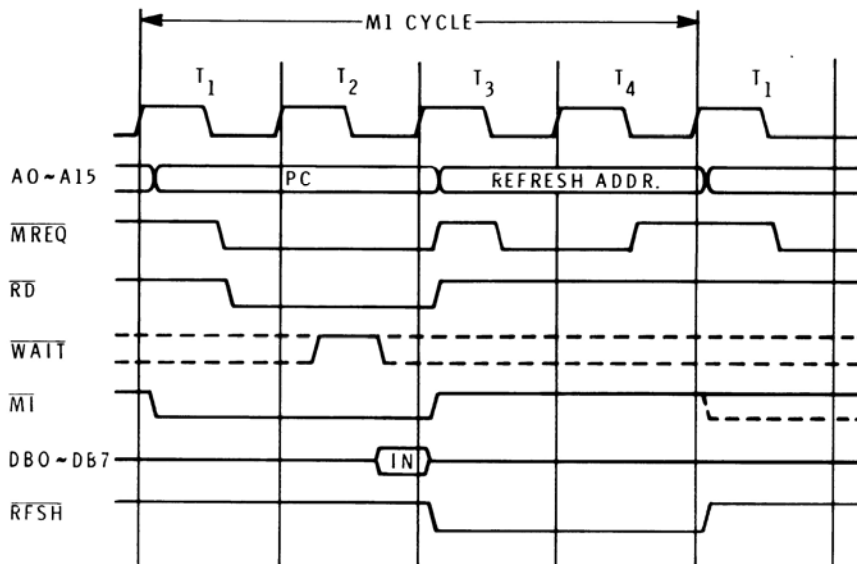 M1 CYCLE
T1 T2 T3 T4 T1
A0~A15 PC REFRESH ADDR.
MREQ
RD
WAIT
M1
DB0~DB7 IN
RFSH